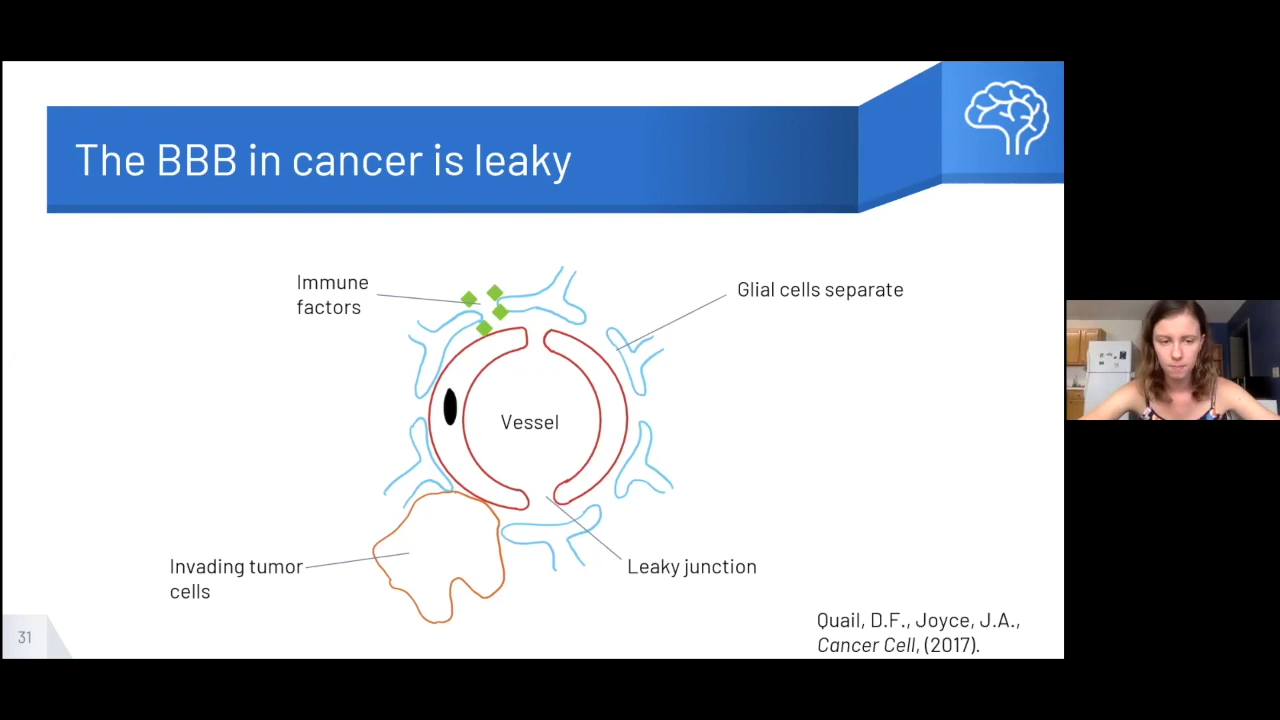 The BBB in cancer is leaky
Immune
factors
Glial cells separate
Vessel
Invading tumor
cells
Leaky junction
Quail, D.F., Joyce, J.A.,
Cancer Cell, (2017).
31